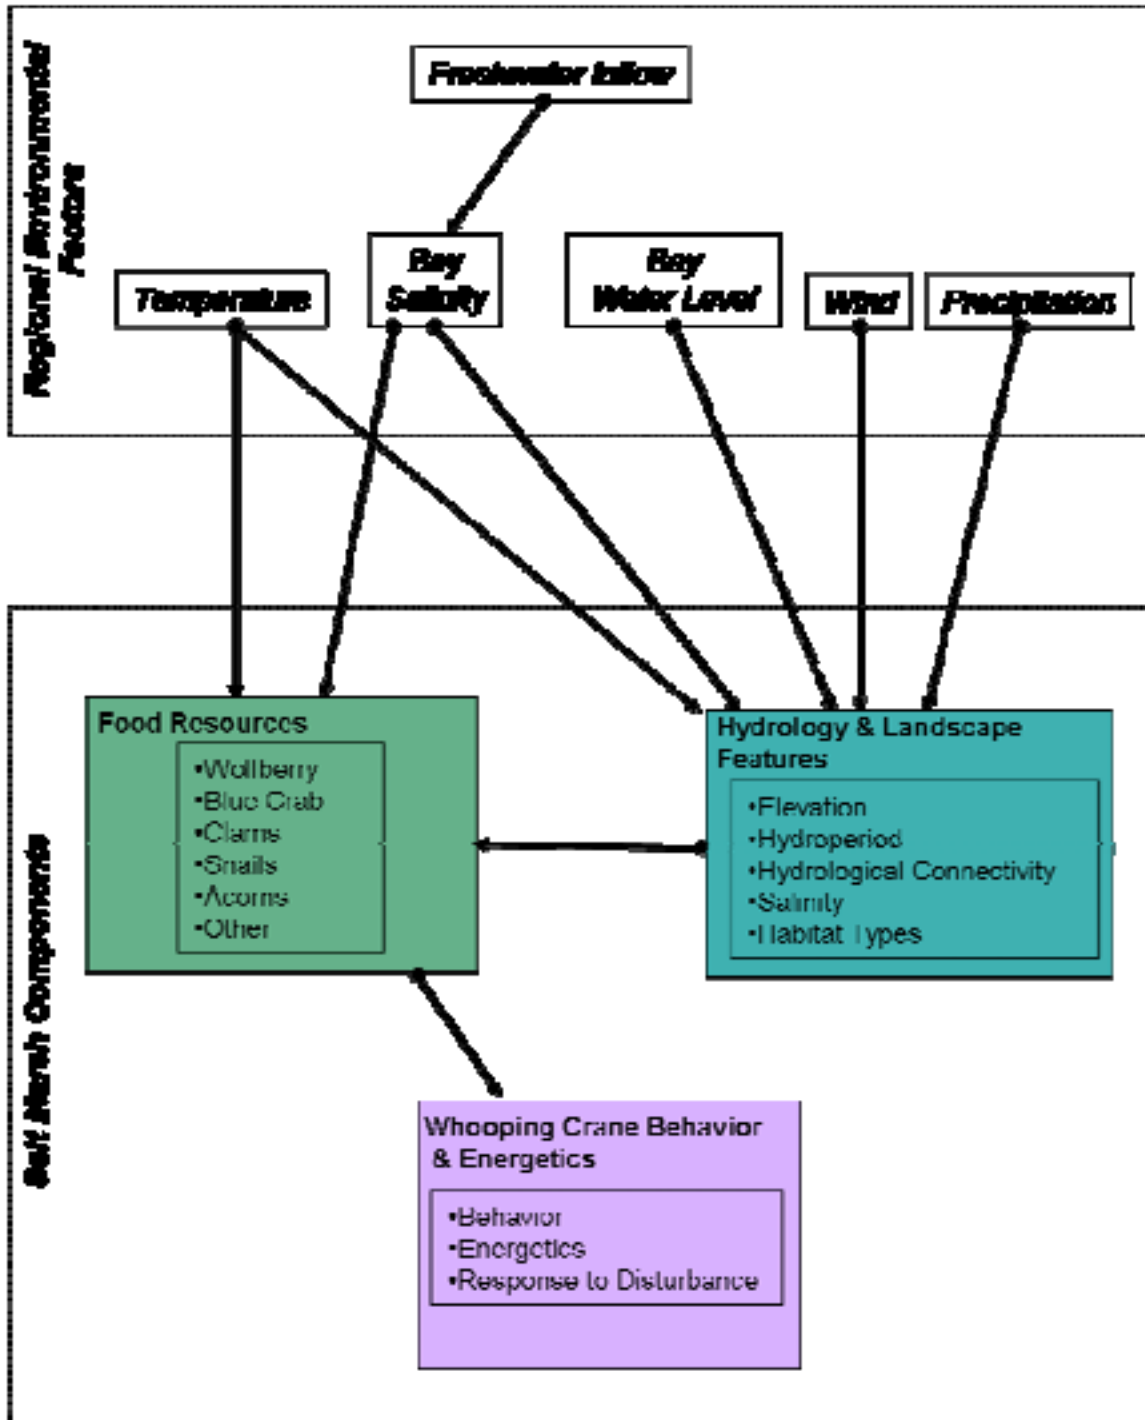 Regional Environmental
Factors
Freshwater Inflow
Temperature
Bay
Salinity
Bay
Water Level
Wind
Precipitation
Salt Marsh Components
Food Resources
•Wolfberry
•Blue Crab
•Clams
•Snails
•Acorns
•Other
Hydrology & Landscape
Features
•Elevation
•Hydroperiod
•Hydrological Connectivity
•Salinity
•Habitat Types
Whooping Crane Behavior
& Energetics
•Behavior
•Energetics
•Response to Disturbance